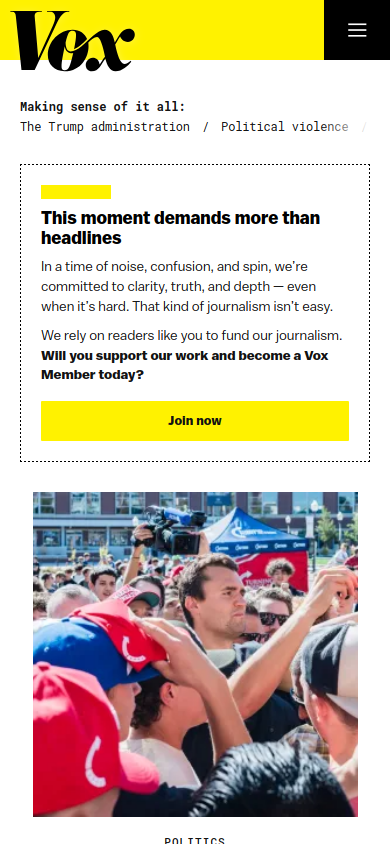 Vox
Making sense of it all:
The Trump administration / Political violence /
This moment demands more than
headlines
In a time of noise, confusion, and spin, we're
committed to clarity, truth, and depth — even
when it's hard. That kind of journalism isn't easy.
We rely on readers like you to fund our journalism.
Will you support our work and become a Vox
Member today?
Join now
POLITICS